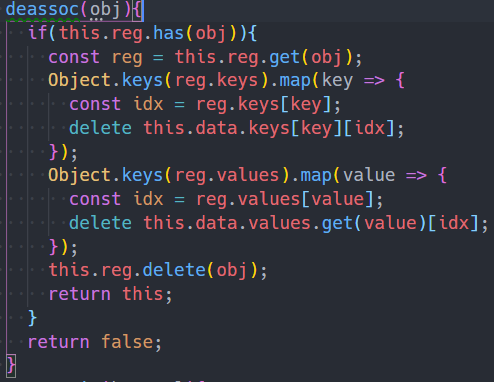 deassoc(obj){
if(this.reg.has(obj)){
const reg = this.reg.get(obj);
Object.keys(reg.keys).map(key => {
const idx = reg.keys[key];
delete this.data.keys[key][idx];
});
Object.keys(reg.values).map(value => {
const idx = reg.values[value];
delete this.data.values.get(value)[idx];
});
this.reg.delete(obj);
return this;
}
return false;
}